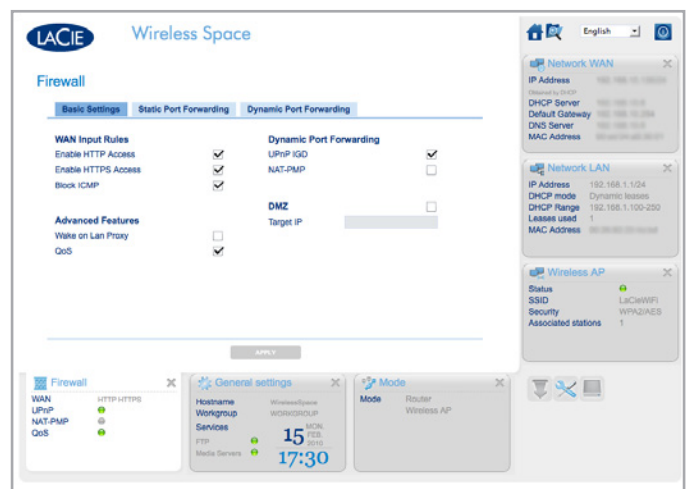 LACIE
Wireless Space
English
Firewall
Basic Settings
Static Port Forwarding
Dynamic Port Forwarding
WAN Input Rules
Enable HTTP Access
Enable HTTPS Access
Block ICMP
Advanced Features
Wake on Lan Proxy
QoS
Dynamic Port Forwarding
UPnP IGD
NAT-PMP
DMZ
Target IP
APPLY
Network WAN
IP Address
Obtained by DHCP
DHCP Server
Default Gateway
DNS Server
MAC Address
Network LAN
IP Address 192.168.1.1/24
DHCP mode Dynamic leases
DHCP Range 192.168.1.100-250
Leases used 1
MAC Address
Wireless AP
Status
SSID LaCieWIFI
Security WPA2/AES
Associated stations 1
Firewall
WAN HTTP HTTPS
UPnP
NAT-PMP
QoS
General settings
Hostname WirelessSpace
Workgroup WORKGROUP
Services
FTP
Media Servers
15 MON. FEB. 2010
17:30
Mode
Mode Router
Wireless AP